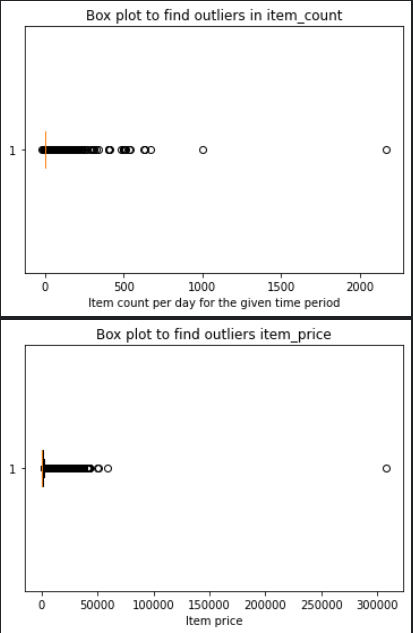 Box plot to find outliers in item_count
1
0 500 1000 1500 2000
Item count per day for the given time period
Box plot to find outliers item_price
1
0 50000 100000 150000 200000 250000 300000
Item price